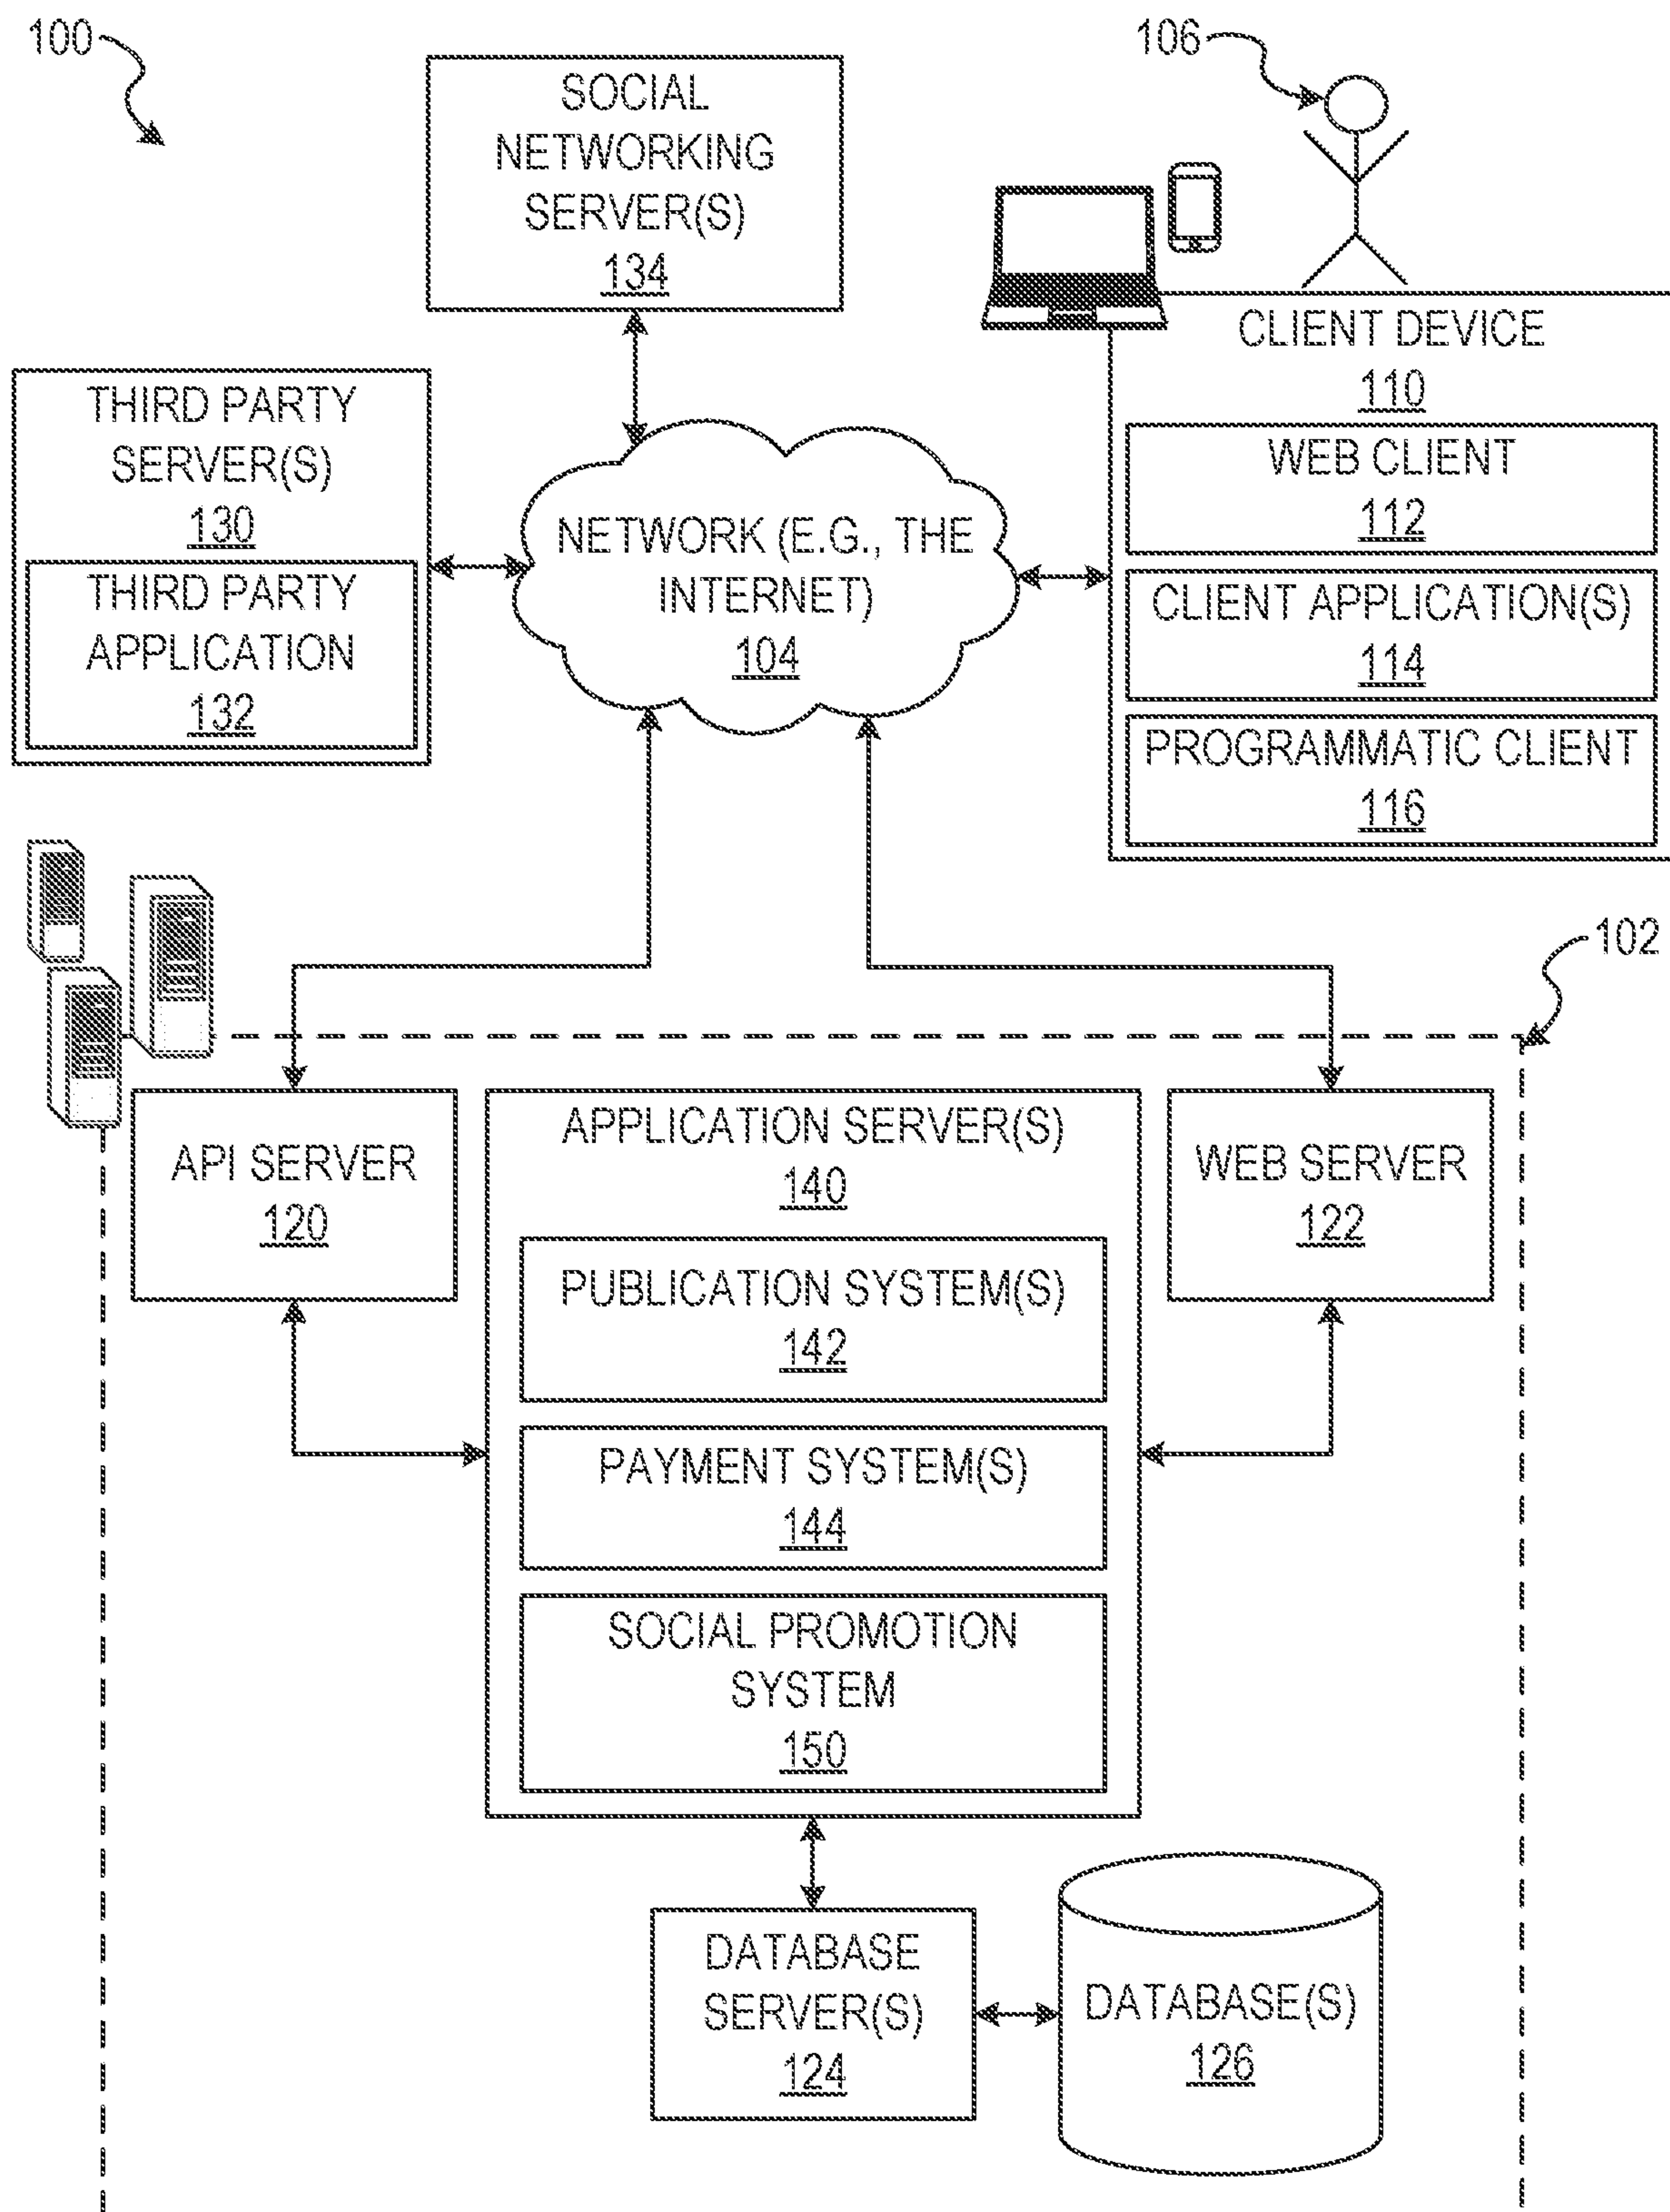 100
106
SOCIAL
NETWORKING
SERVER(S)
134
CLIENT DEVICE
110
WEB CLIENT
112
CLIENT APPLICATION(S)
114
PROGRAMMATIC CLIENT
116
THIRD PARTY
SERVER(S)
130
THIRD PARTY
APPLICATION
132
NETWORK (E.G., THE
INTERNET)
104
102
API SERVER
120
APPLICATION SERVER(S)
140
PUBLICATION SYSTEM(S)
142
PAYMENT SYSTEM(S)
144
SOCIAL PROMOTION
SYSTEM
150
WEB SERVER
122
DATABASE
SERVER(S)
124
DATABASE(S)
126